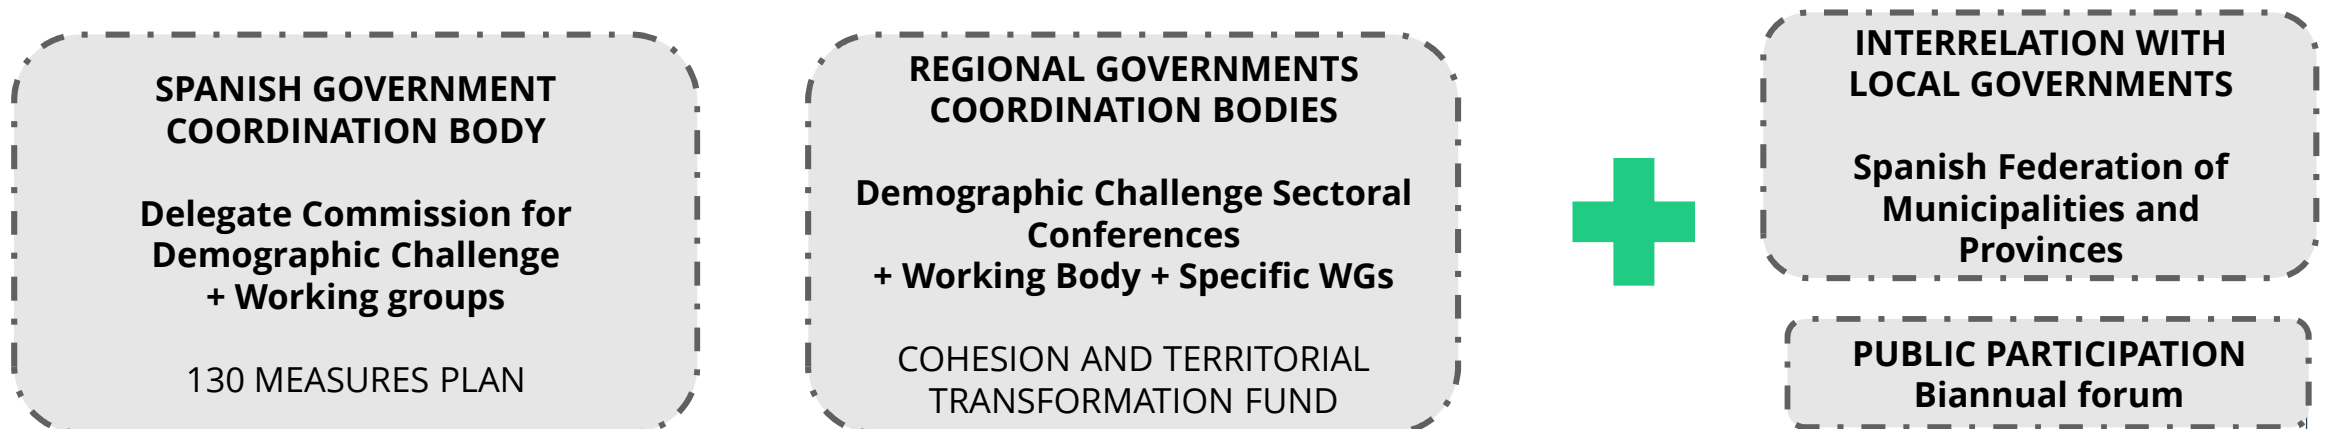 SPANISH GOVERNMENT
COORDINATION BODY
Delegate Commission for
Demographic Challenge
+ Working groups
130 MEASURES PLAN
REGIONAL GOVERNMENTS
COORDINATION BODIES
Demographic Challenge Sectoral
Conferences
+ Working Body + Specific WGs
COHESION AND TERRITORIAL
TRANSFORMATION FUND
INTERRELATION WITH
LOCAL GOVERNMENTS
Spanish Federation of
Municipalities and
Provinces
PUBLIC PARTICIPATION
Biannual forum